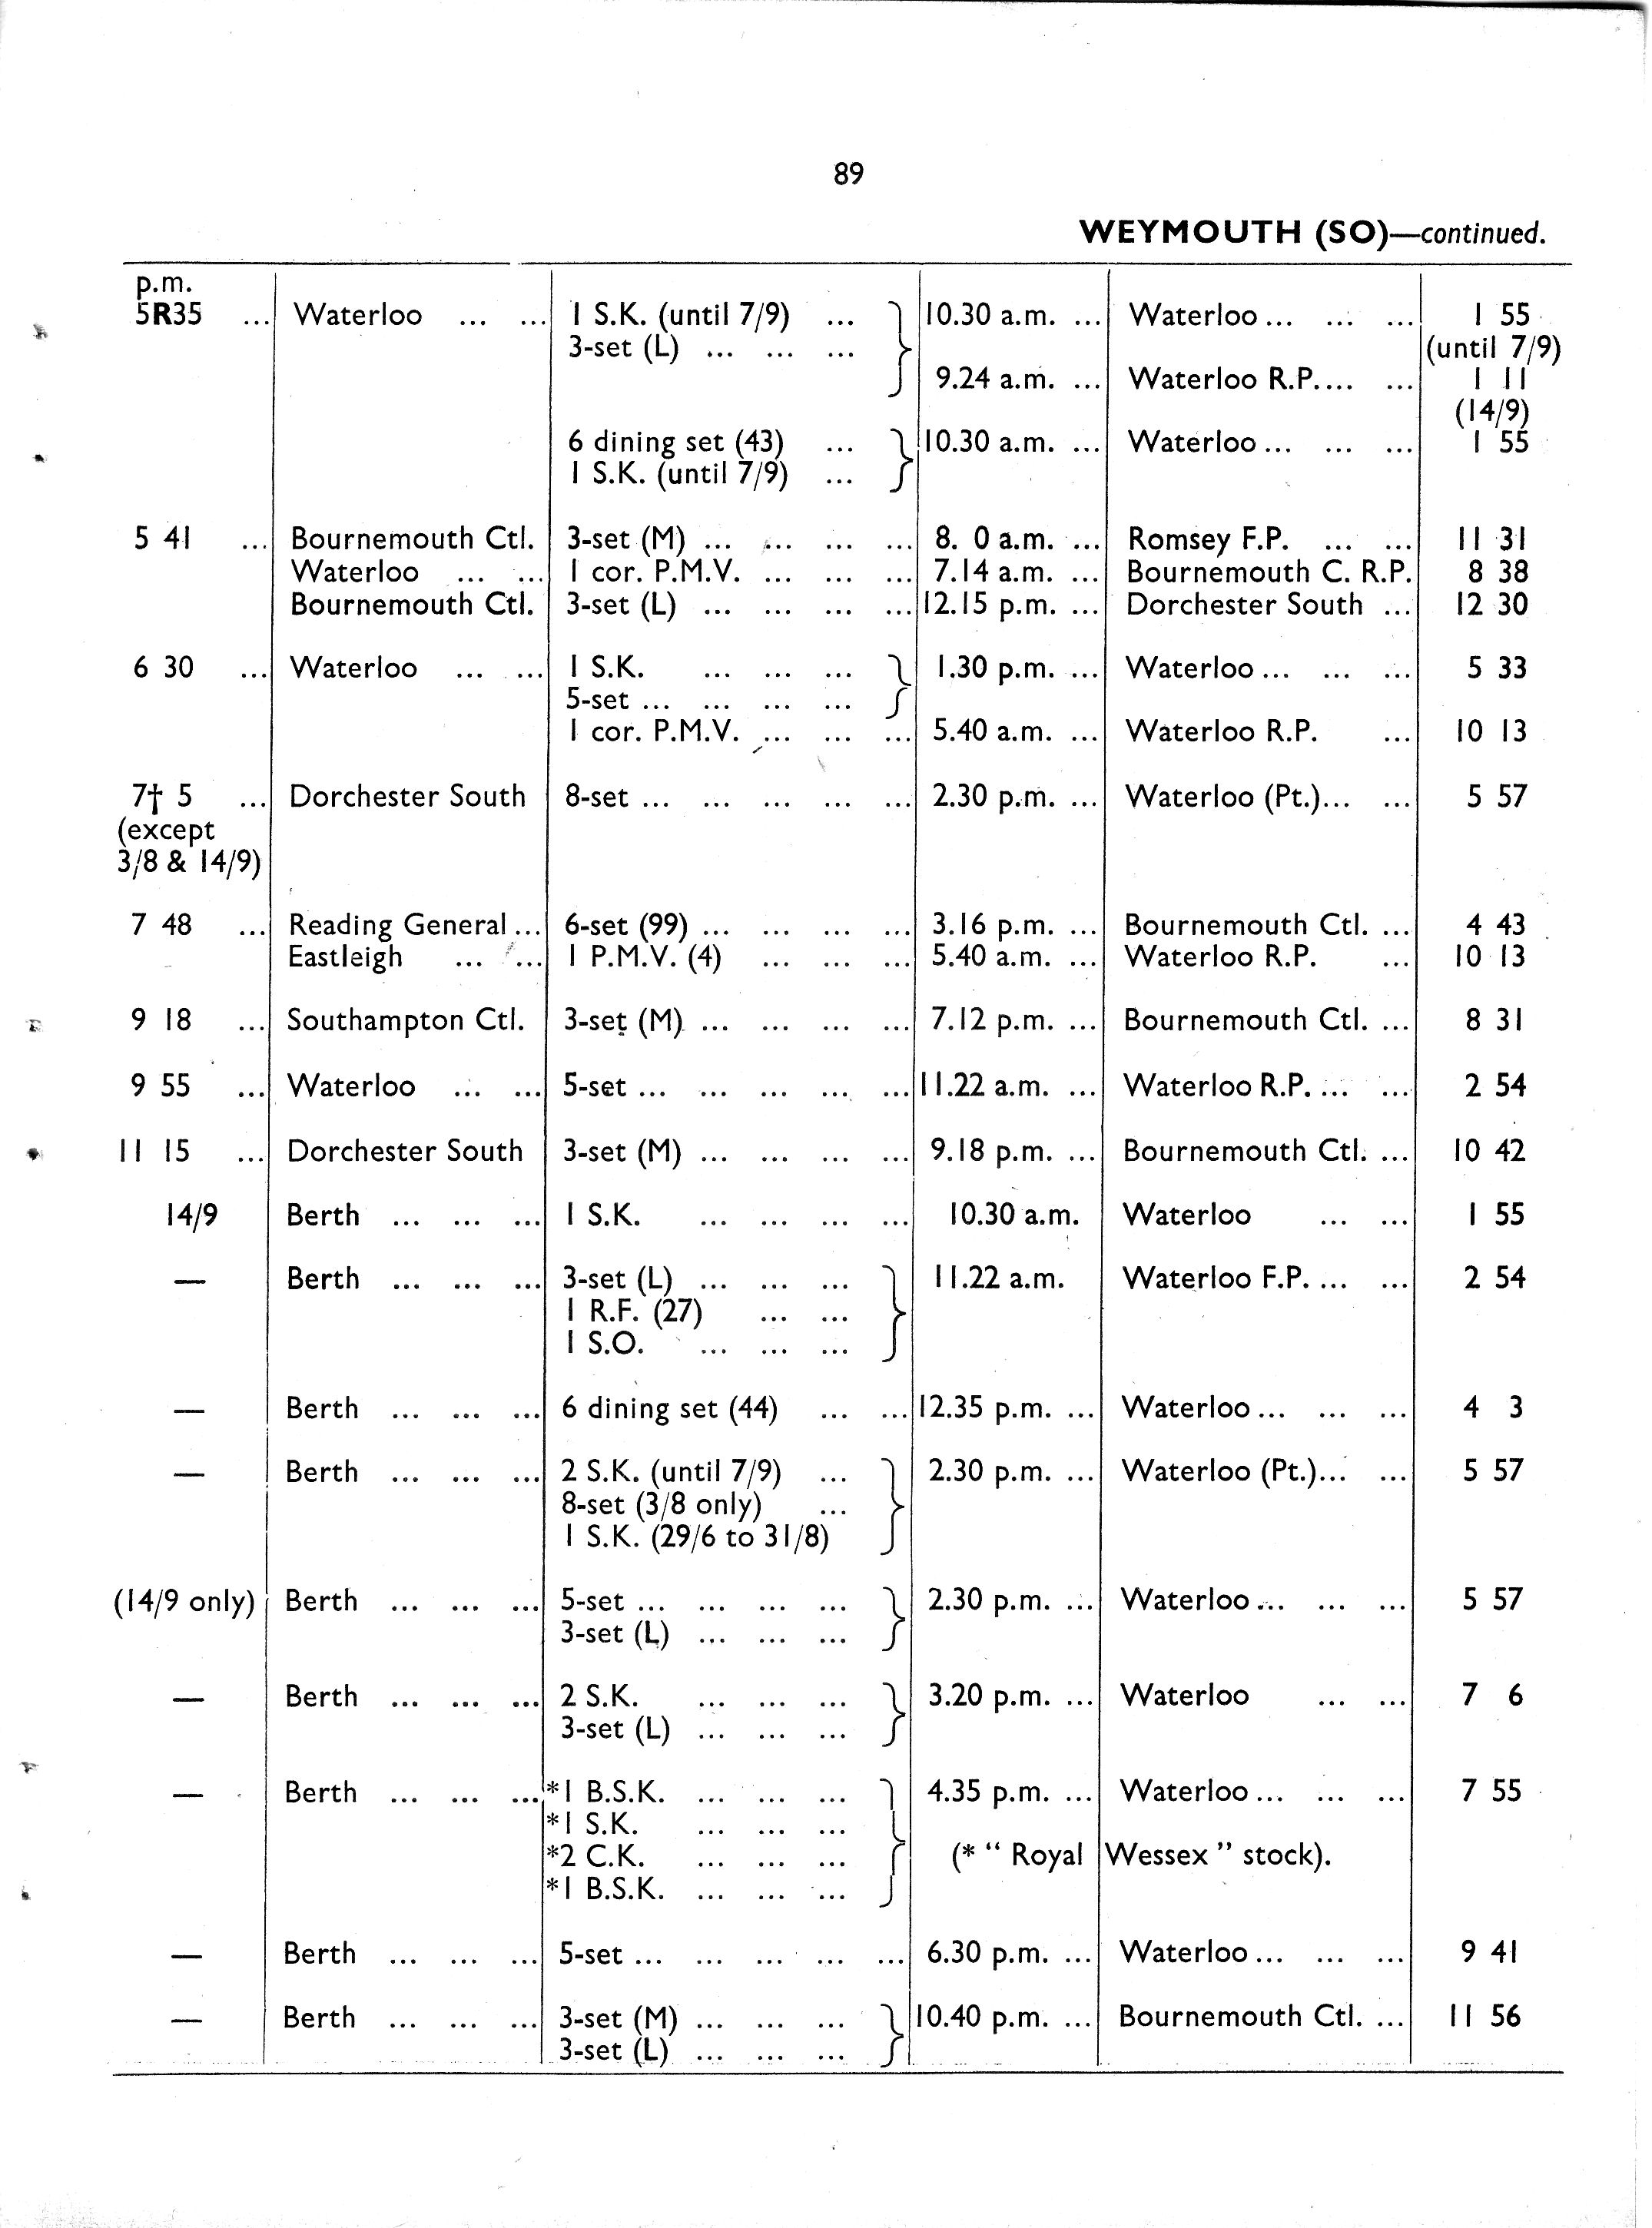 89
WEYMOUTH (SO)—continued.
p.m.
5R35 ... Waterloo ... ... 1 S.K. (until 7/9) ... 10.30 a.m. ... Waterloo ... ... ... 1 55
3-set (L) ... ... ... (until 7/9)
9.24 a.m. ... Waterloo R.P. ... ... 1 11
(14/9)
6 dining set (43) ... 10.30 a.m. ... Waterloo ... ... ... 1 55
1 S.K. (until 7/9) ...
5 41 ... Bournemouth Ctl. 3-set (M) ... ... ... ... 8. 0 a.m. ... Romsey F.P. ... ... 11 31
Waterloo ... ... 1 cor. P.M.V. ... ... ... 7.14 a.m. ... Bournemouth C. R.P. 8 38
Bournemouth Ctl. 3-set (L) ... ... ... ... 12.15 p.m. ... Dorchester South ... 12 30
6 30 ... Waterloo ... ... 1 S.K. ... ... ... 1.30 p.m. ... Waterloo ... ... ... 5 33
5-set ... ... ... ...
1 cor. P.M.V. ... ... ... 5.40 a.m. ... Waterloo R.P. ... 10 13
7† 5 ... Dorchester South 8-set ... ... ... ... ... 2.30 p.m. ... Waterloo (Pt.) ... ... 5 57
(except
3/8 & 14/9)
7 48 ... Reading General ... 6-set (99) ... ... ... ... 3.16 p.m. ... Bournemouth Ctl. ... 4 43
Eastleigh ... ... 1 P.M.V. (4) ... ... ... 5.40 a.m. ... Waterloo R.P. ... 10 13
9 18 ... Southampton Ctl. 3-set (M) ... ... ... ... 7.12 p.m. ... Bournemouth Ctl. ... 8 31
9 55 ... Waterloo ... ... 5-set ... ... ... ... ... 11.22 a.m. ... Waterloo R.P. ... ... 2 54
11 15 ... Dorchester South 3-set (M) ... ... ... ... 9.18 p.m. ... Bournemouth Ctl. ... 10 42
14/9 Berth ... ... ... 1 S.K. ... ... ... ... 10.30 a.m. Waterloo ... ... 1 55
— Berth ... ... ... 3-set (L) ... ... ... 11.22 a.m. Waterloo F.P. ... ... 2 54
1 R.F. (27) ... ...
1 S.O. ... ... ...
— Berth ... ... ... 6 dining set (44) ... ... 12.35 p.m. ... Waterloo ... ... ... 4 3
— Berth ... ... ... 2 S.K. (until 7/9) ... 2.30 p.m. ... Waterloo (Pt.) ... ... 5 57
8-set (3/8 only) ...
1 S.K. (29/6 to 31/8)
(14/9 only) Berth ... ... ... 5-set ... ... ... ... 2.30 p.m. ... Waterloo ... ... ... 5 57
3-set (L) ... ... ...
— Berth ... ... ... 2 S.K. ... ... ... 3.20 p.m. ... Waterloo ... ... 7 6
3-set (L) ... ... ...
— Berth ... ... ... *1 B.S.K. ... ... ... 4.35 p.m. ... Waterloo ... ... ... 7 55
*1 S.K. ... ... ...
*2 C.K. ... ... ... (* “ Royal Wessex ” stock).
*1 B.S.K. ... ... ...
— Berth ... ... ... 5-set ... ... ... ... ... 6.30 p.m. ... Waterloo ... ... ... 9 41
— Berth ... ... ... 3-set (M) ... ... ... 10.40 p.m. ... Bournemouth Ctl. ... 11 56
3-set (L) ... ... ...